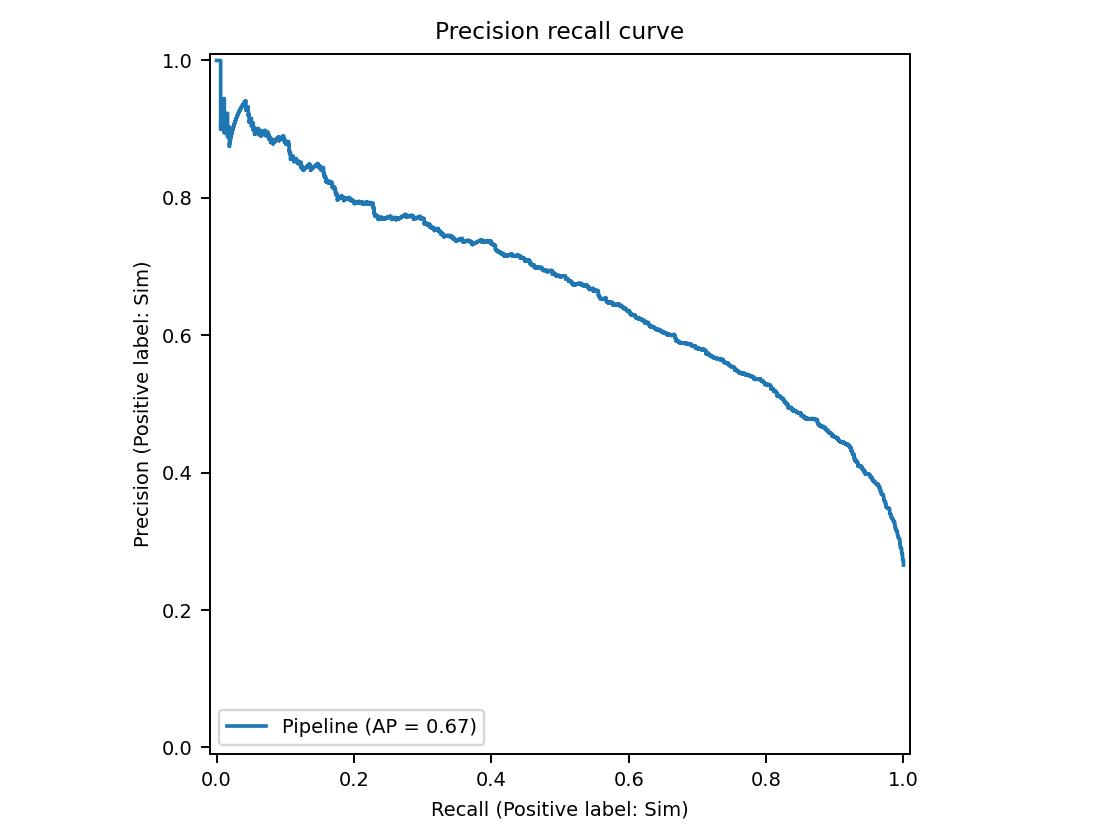 Precision recall curve
1.0
0.8
0.6
0.4
0.2
0.0
Precision (Positive label: Sim)
Pipeline (AP = 0.67)
0.0 0.2 0.4 0.6 0.8 1.0
Recall (Positive label: Sim)